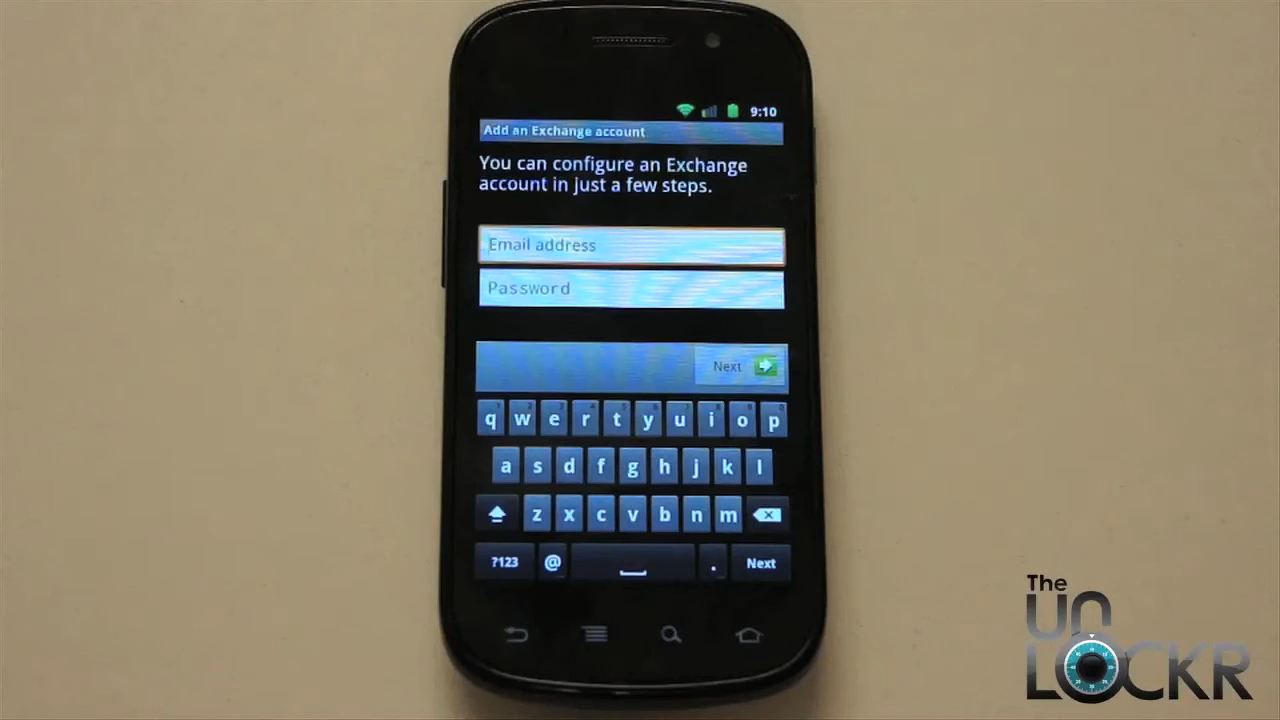 9:10
Add an Exchange account
You can configure an Exchange
account in just a few steps.
Email address
Password
Next
q w e r t y u i o p
a s d f g h j k l
z x c v b n m
?123 @ . Next
The
UN
LOCKR